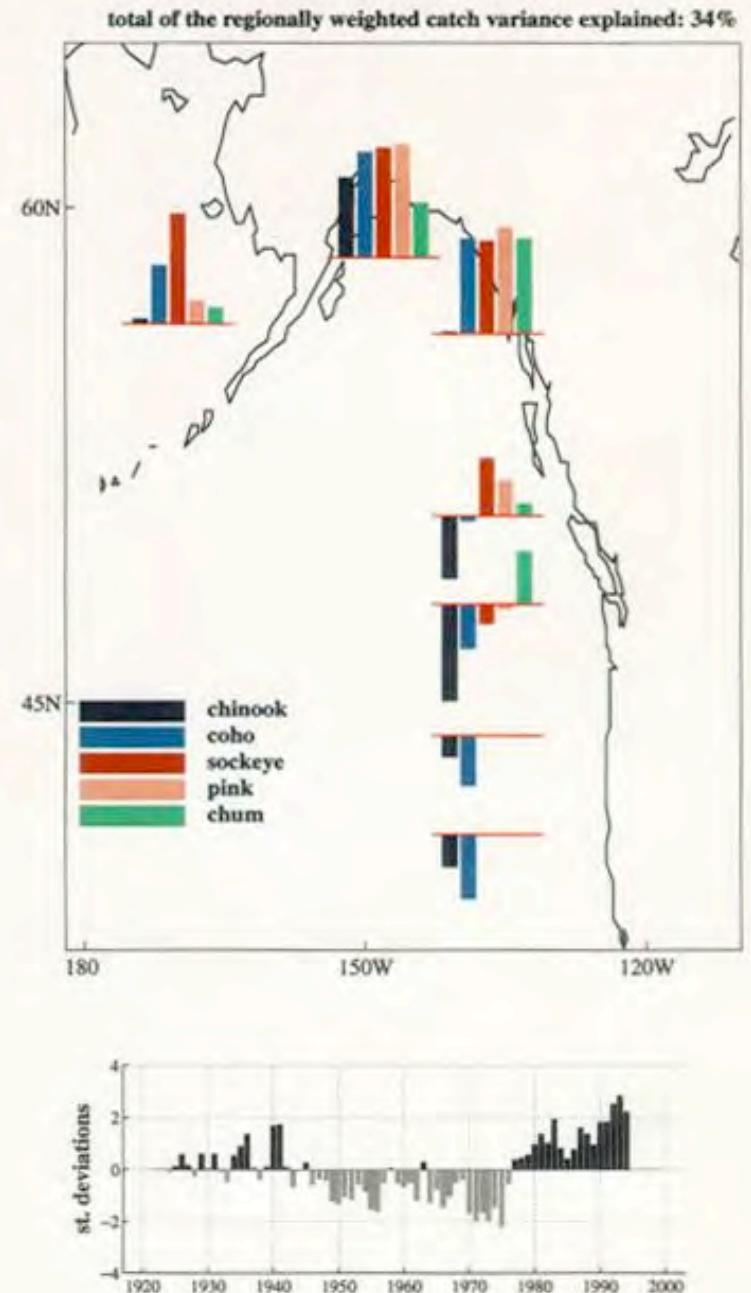 total of the regionally weighted catch variance explained: 34%
60N
45N
chinook
coho
sockeye
pink
chum
180 150W 120W
st. deviations
4
2
0
-2
-4
1920 1930 1940 1950 1960 1970 1980 1990 2000